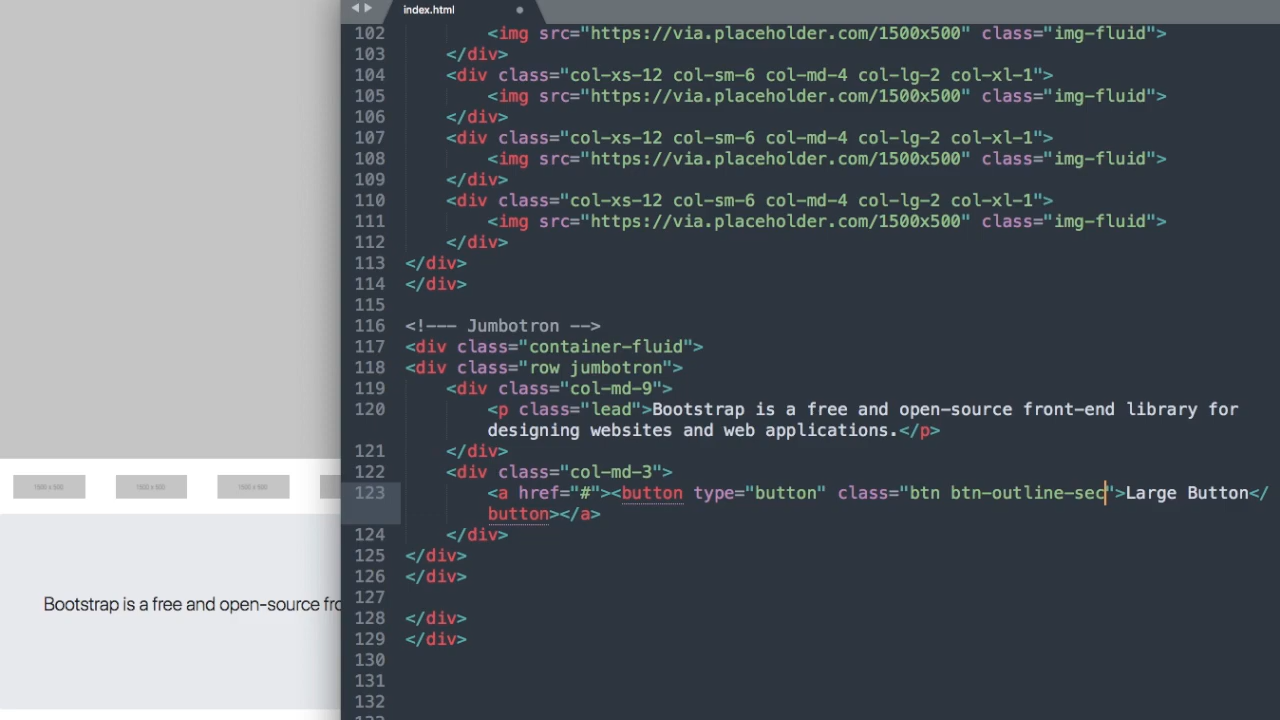 index.html
102 <img src="https://via.placeholder.com/1500x500" class="img-fluid">
103 </div>
104 <div class="col-xs-12 col-sm-6 col-md-4 col-lg-2 col-xl-1">
105 <img src="https://via.placeholder.com/1500x500" class="img-fluid">
106 </div>
107 <div class="col-xs-12 col-sm-6 col-md-4 col-lg-2 col-xl-1">
108 <img src="https://via.placeholder.com/1500x500" class="img-fluid">
109 </div>
110 <div class="col-xs-12 col-sm-6 col-md-4 col-lg-2 col-xl-1">
111 <img src="https://via.placeholder.com/1500x500" class="img-fluid">
112 </div>
113 </div>
114 </div>
115
116 <!--- Jumbotron -->
117 <div class="container-fluid">
118 <div class="row jumbotron">
119 <div class="col-md-9">
120 <p class="lead">Bootstrap is a free and open-source front-end library for
designing websites and web applications.</p>
121 </div>
122 <div class="col-md-3">
123 <a href="#"><button type="button" class="btn btn-outline-sec">Large Button</
button></a>
124 </div>
125 </div>
126 </div>
127
128 </div>
129 </div>
130
131
132
Bootstrap is a free and open-source fro